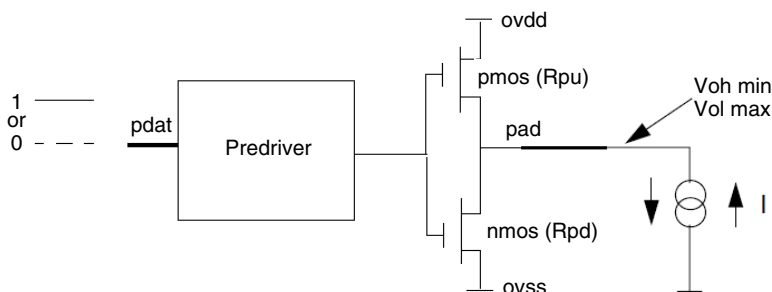 ovdd
pmos (Rpu)
Voh min
Vol max
1
or
0
pdat
Predriver
pad
I
nmos (Rpd)
ovss